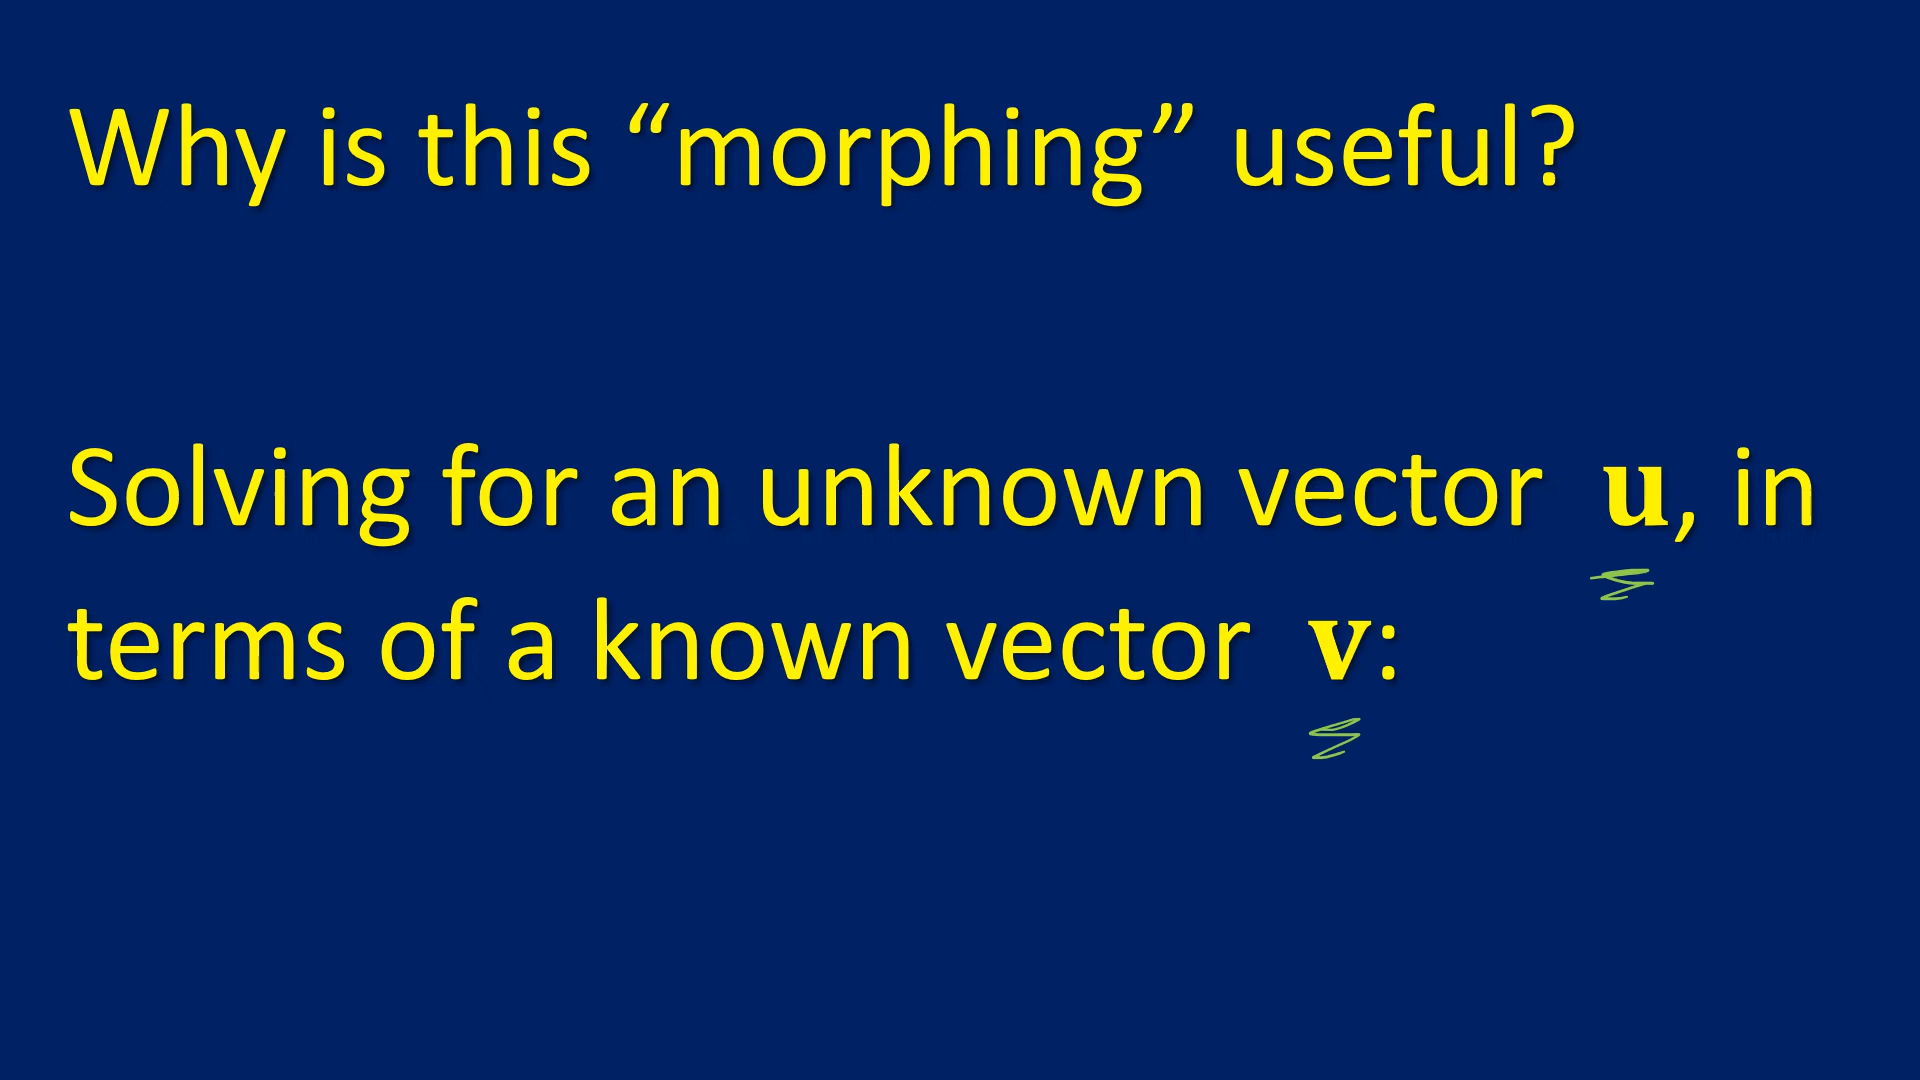 Why is this “morphing” useful?
Solving for an unknown vector u, in
terms of a known vector v: